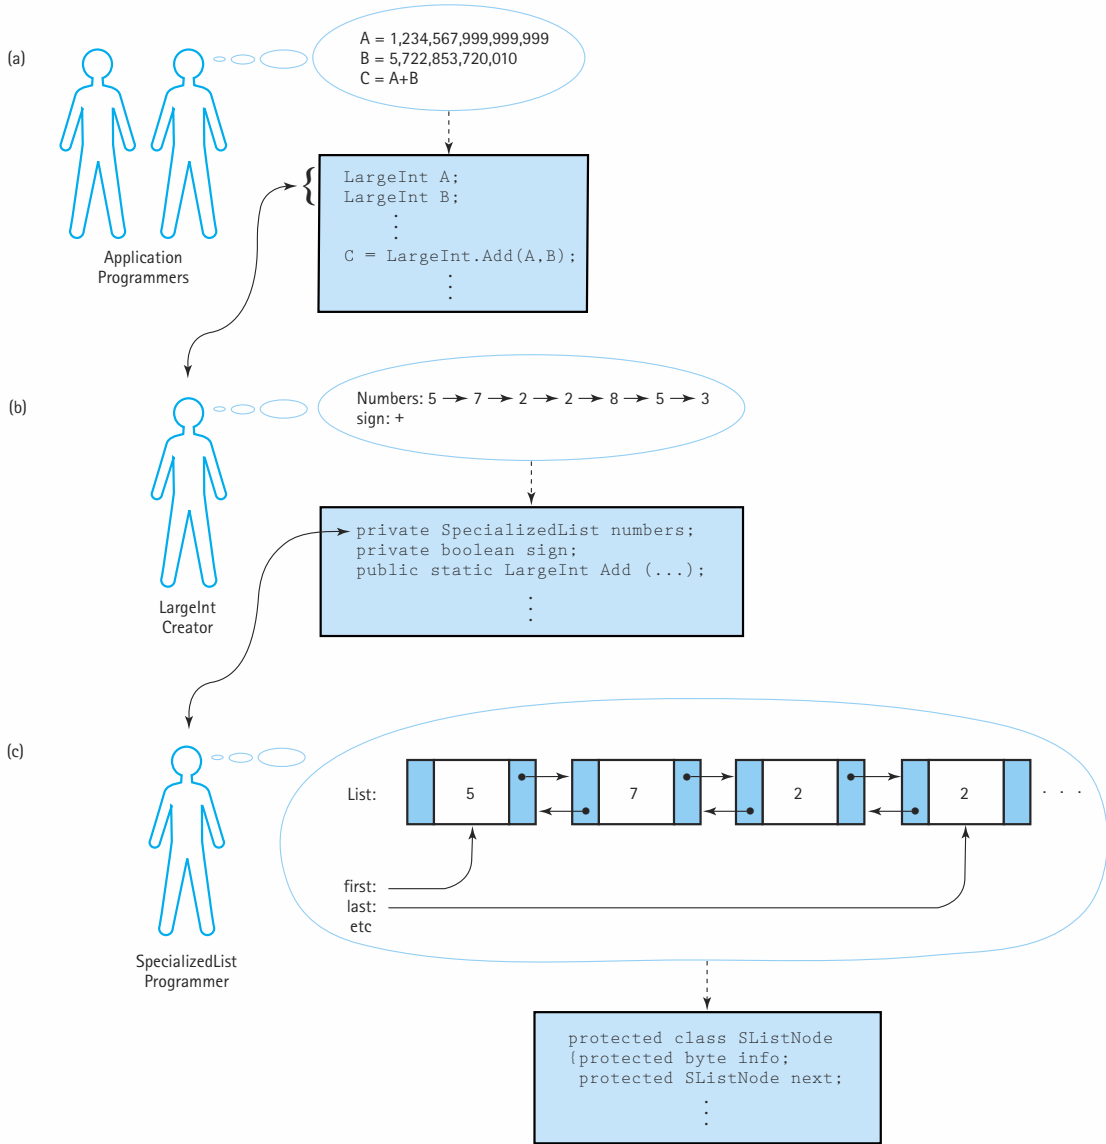 (a)
A = 1,234,567,999,999,999
B = 5,722,853,720,010
C = A+B
LargeInt A;
LargeInt B;
.
.
.
C = LargeInt.Add(A,B);
.
.
.
Application
Programmers
(b)
Numbers: 5 → 7 → 2 → 2 → 8 → 5 → 3
sign: +
private SpecializedList numbers;
private boolean sign;
public static LargeInt Add (...);
.
.
.
LargeInt
Creator
(c)
List: 5 7 2 2 . . .
first:
last:
etc
SpecializedList
Programmer
protected class SListNode
{protected byte info;
protected SListNode next;
.
.
.